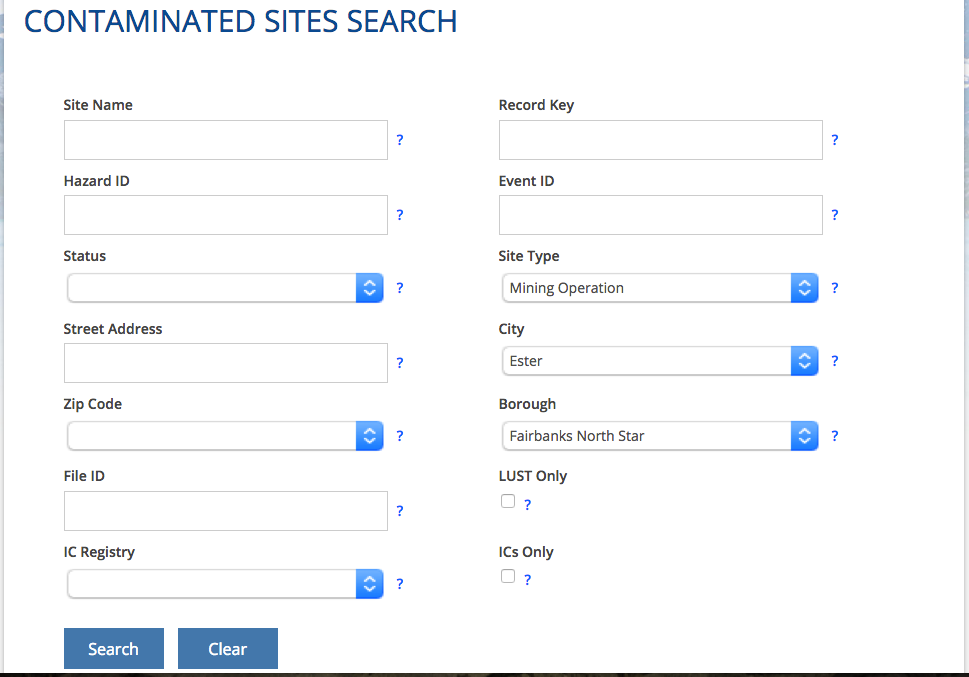 CONTAMINATED SITES SEARCH
Site Name
Record Key
?
?
Hazard ID
Event ID
?
?
Status
Site Type
?
Mining Operation
?
Street Address
City
?
Ester
?
Zip Code
Borough
?
Fairbanks North Star
?
File ID
LUST Only
?
?
IC Registry
ICs Only
?
?
Search
Clear